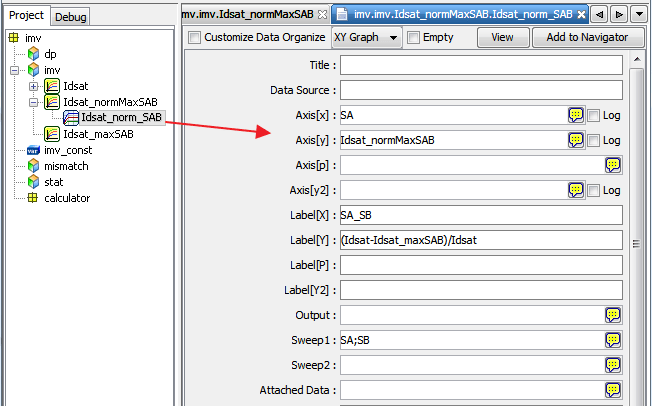 Project Debug
imv
dp
imv
Idsat
Idsat_normMaxSAB
Idsat_norm_SAB
Idsat_maxSAB
var imv_const
mismatch
stat
calculator
mv.imv.Idsat_normMaxSAB imv.imv.Idsat_normMaxSAB.Idsat_norm_SAB
Customize Data Organize XY Graph Empty View Add to Navigator
Title :
Data Source :
Axis[x] : SA Log
Axis[y] : Idsat_normMaxSAB Log
Axis[p] :
Axis[y2] : Log
Label[X] : SA_SB
Label[Y] : (Idsat-Idsat_maxSAB)/Idsat
Label[P] :
Label[Y2] :
Output :
Sweep1 : SA;SB
Sweep2 :
Attached Data :